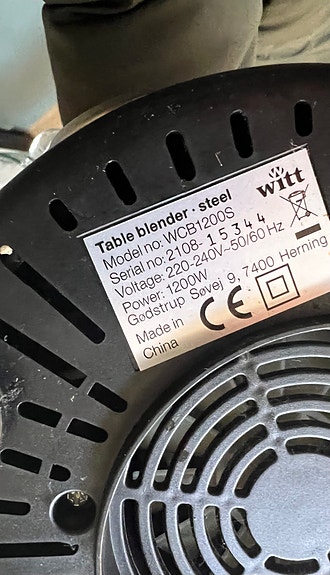 witt
Table blender · steel
Model no: WCB1200S
Serial no: 2108-15344
Voltage: 220-240V~50/60 Hz
Power: 1200W
Gødstrup Søvej 9, 7400 Herning
Made in
China
CE